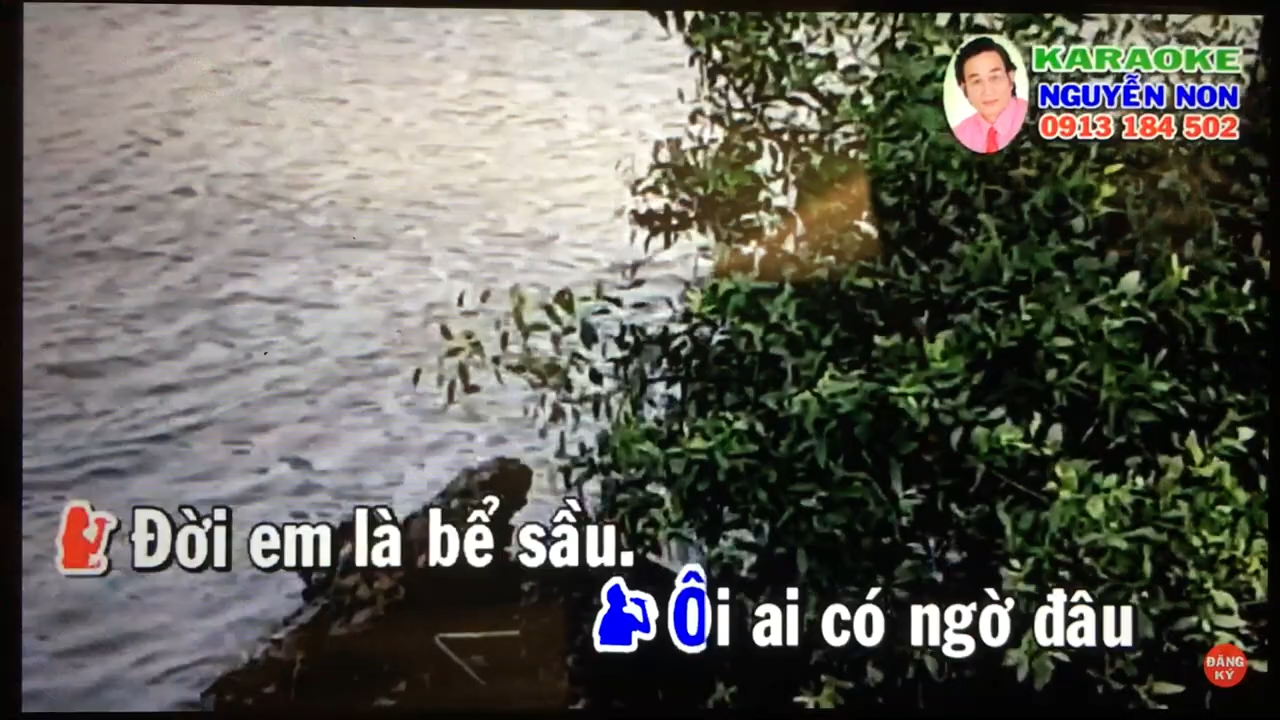 KARAOKE
NGUYỄN NON
0913 184 502
Đời em là bể sầu.
Ôi ai có ngờ đâu
ĐĂNG
KÝ